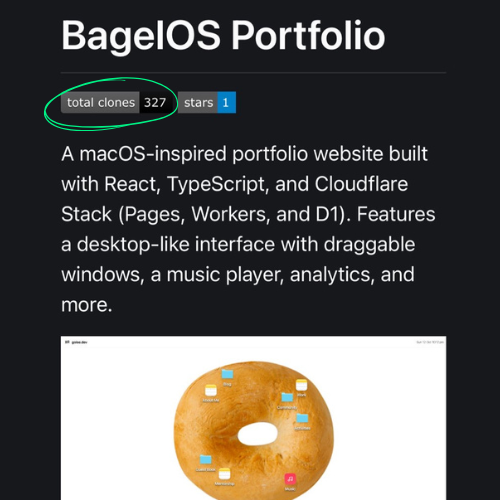 BagelOS Portfolio
total clones 327 stars 1
A macOS-inspired portfolio website built
with React, TypeScript, and Cloudflare
Stack (Pages, Workers, and D1). Features
a desktop-like interface with draggable
windows, a music player, analytics, and
more.